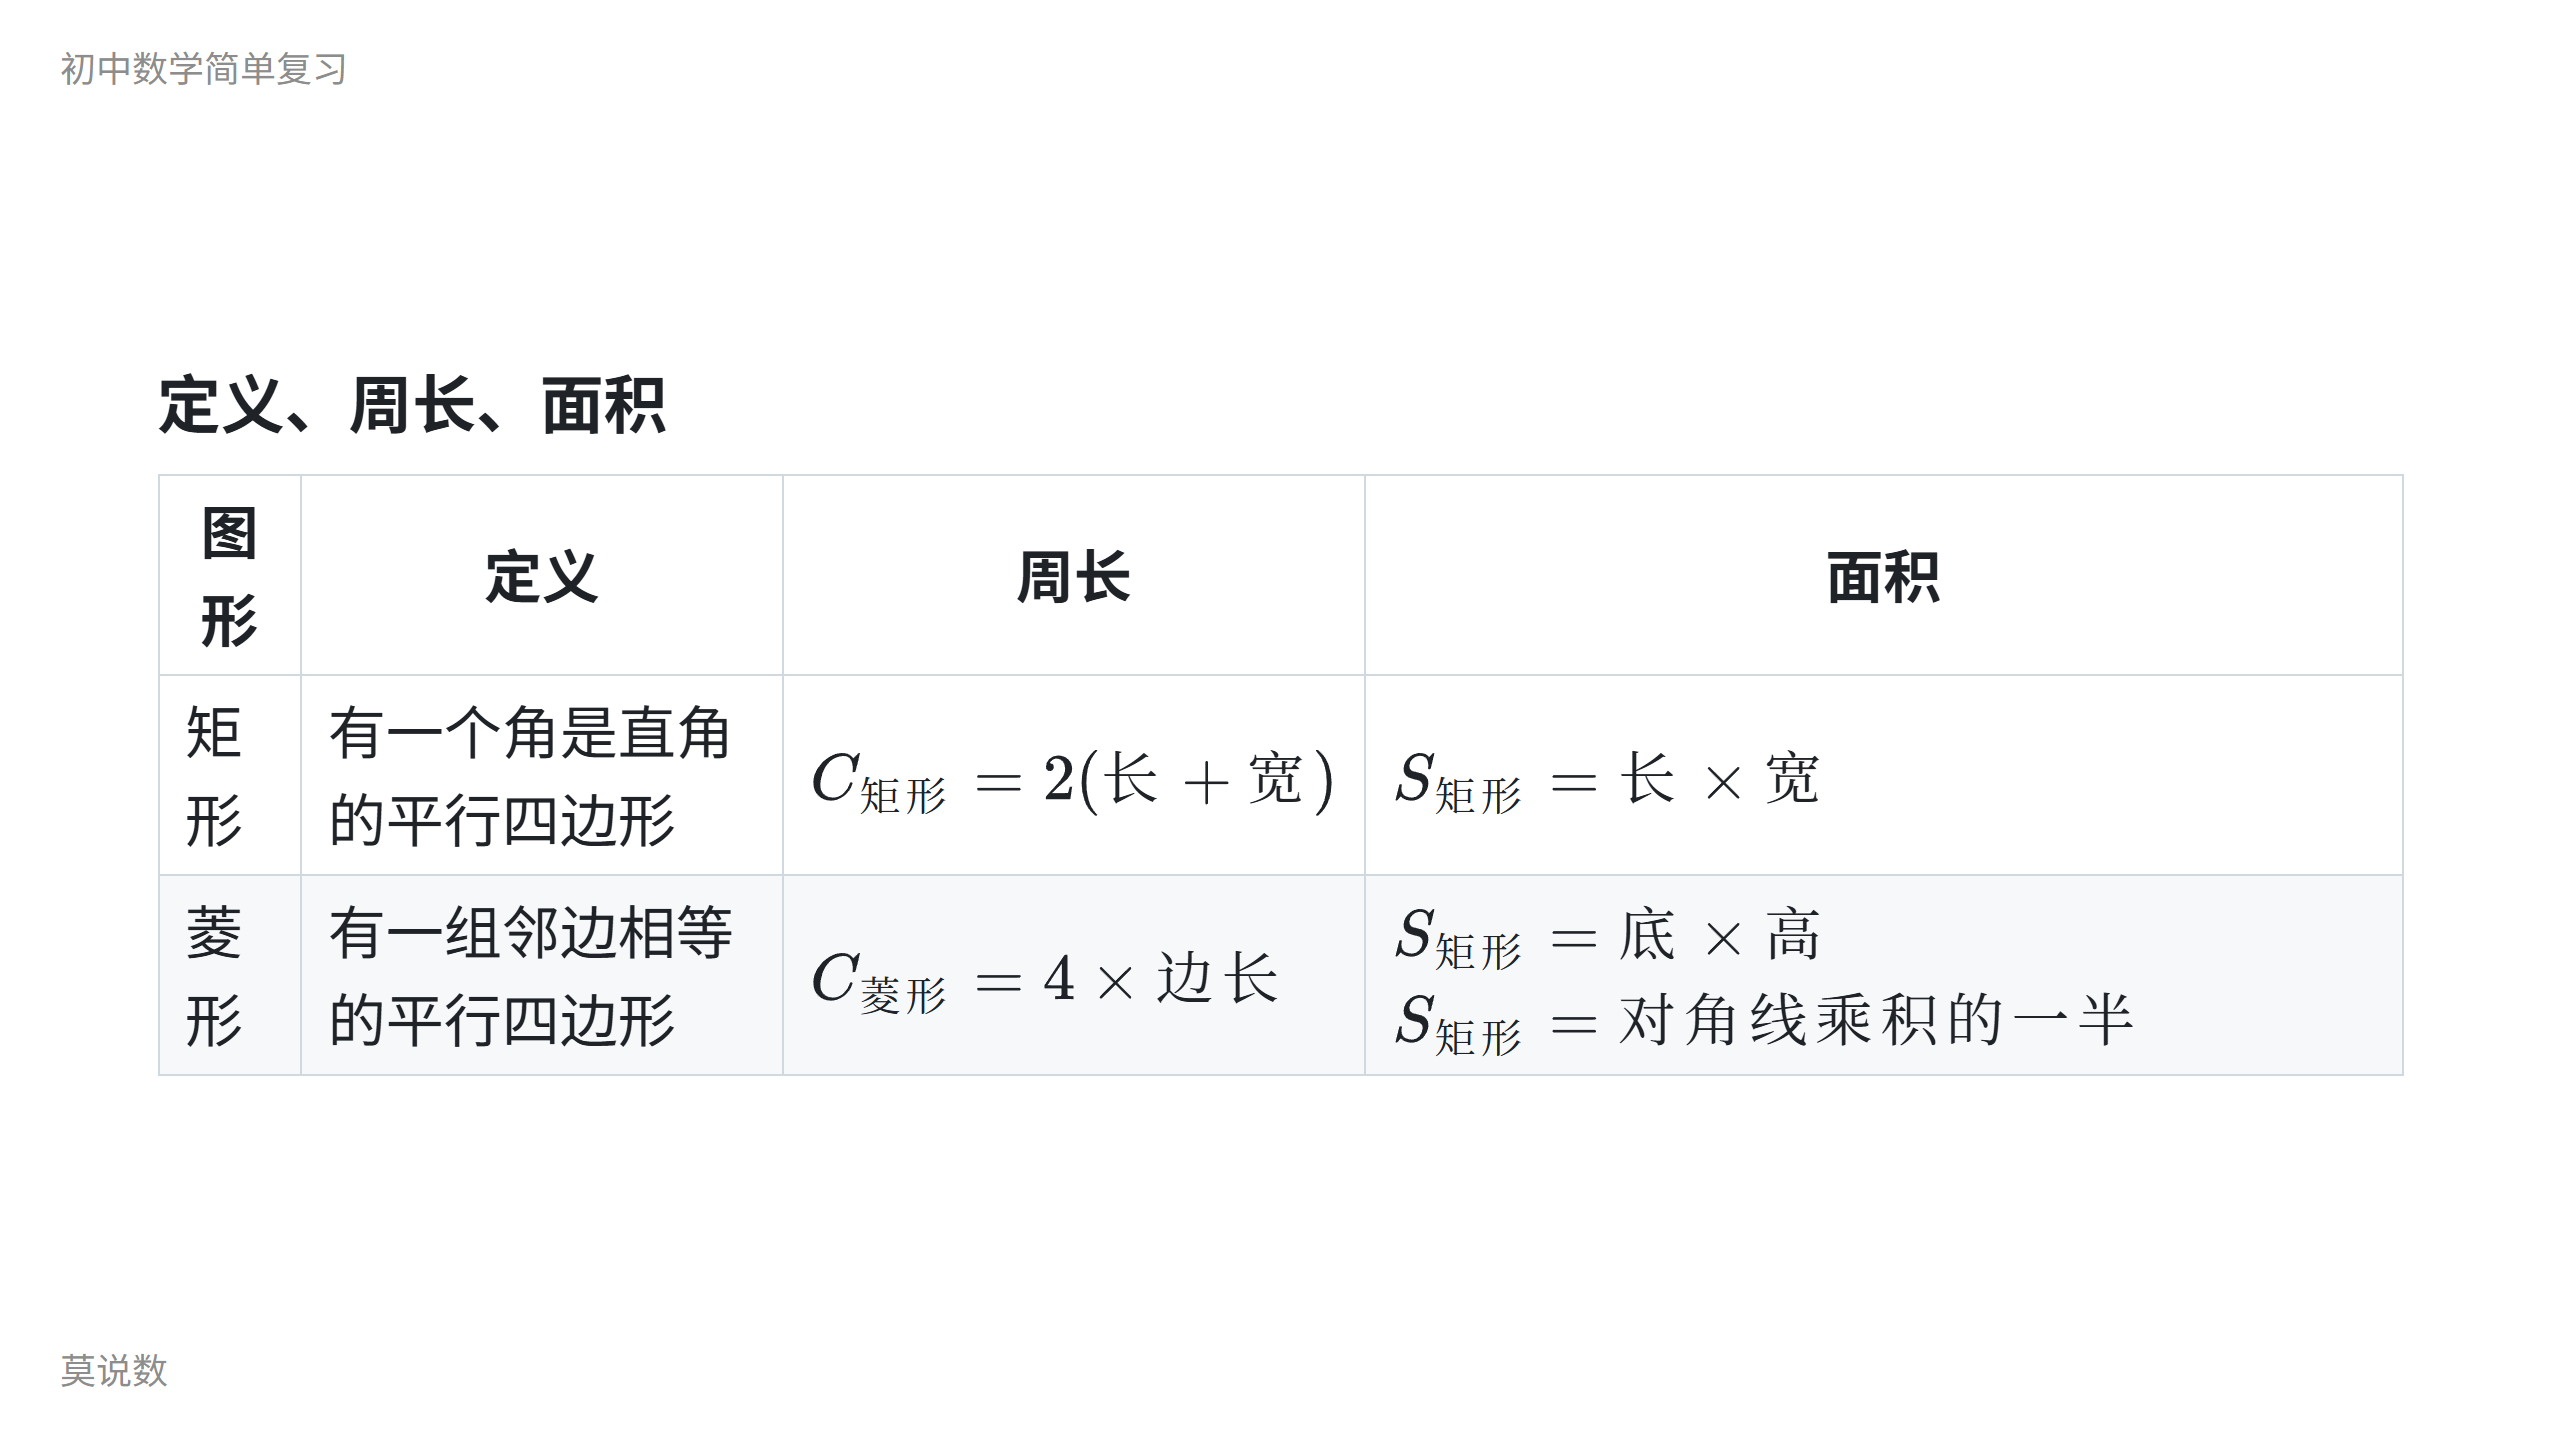 初中数学简单复习
定义、周长、面积
图
形
定义
周长
面积
矩
形
有一个角是直角
的平行四边形
C矩形 = 2(长 + 宽)
S矩形 = 长 × 宽
菱
形
有一组邻边相等
的平行四边形
C菱形 = 4 × 边长
S矩形 = 底 × 高
S矩形 = 对角线乘积的一半
莫说数